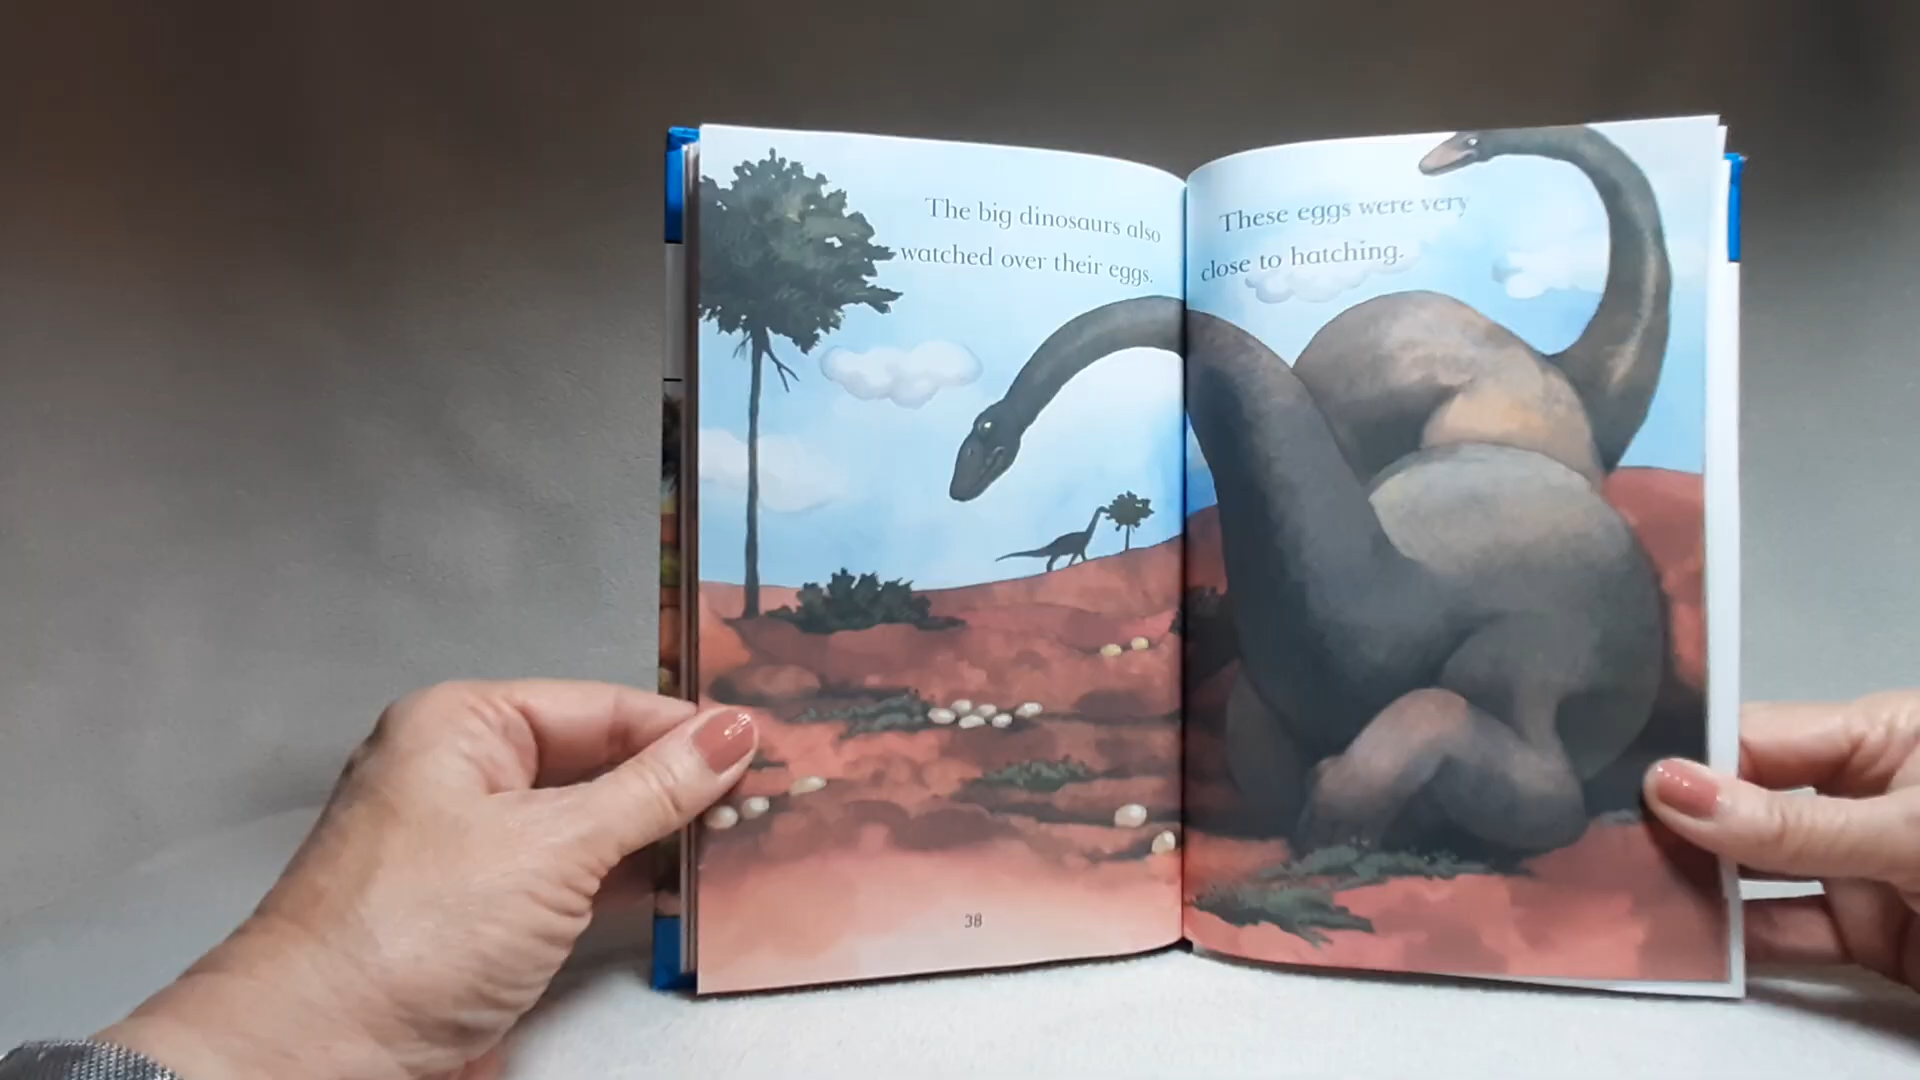 The big dinosaurs also
watched over their eggs.
These eggs were very
close to hatching.
38